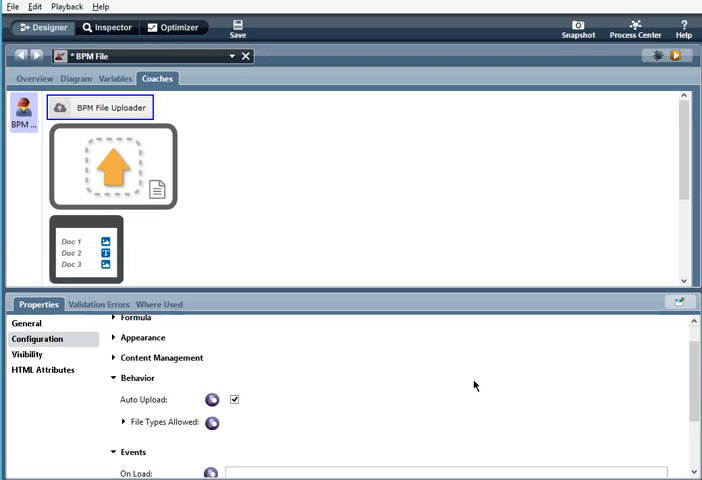 File Edit Playback Help
Designer Inspector Optimizer Save Snapshot Process Center Help
* BPM File
Overview Diagram Variables Coaches
BPM ...
BPM File Uploader
Doc 1
Doc 2 T
Doc 3
Properties Validation Errors Where Used
General
Configuration
Visibility
HTML Attributes
Formula
Appearance
Content Management
Behavior
Auto Upload:
File Types Allowed:
Events
On Load: